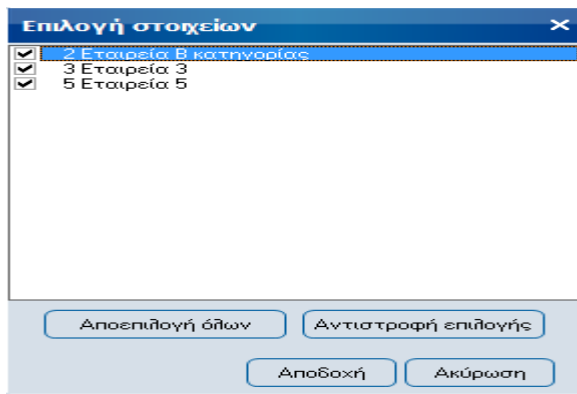 Επιλογή στοιχείων
2 Εταιρεία Β κατηγορίας
3 Εταιρεία 3
5 Εταιρεία 5
Αποεπιλογή όλων
Αντιστροφή επιλογής
Αποδοχή
Ακύρωση